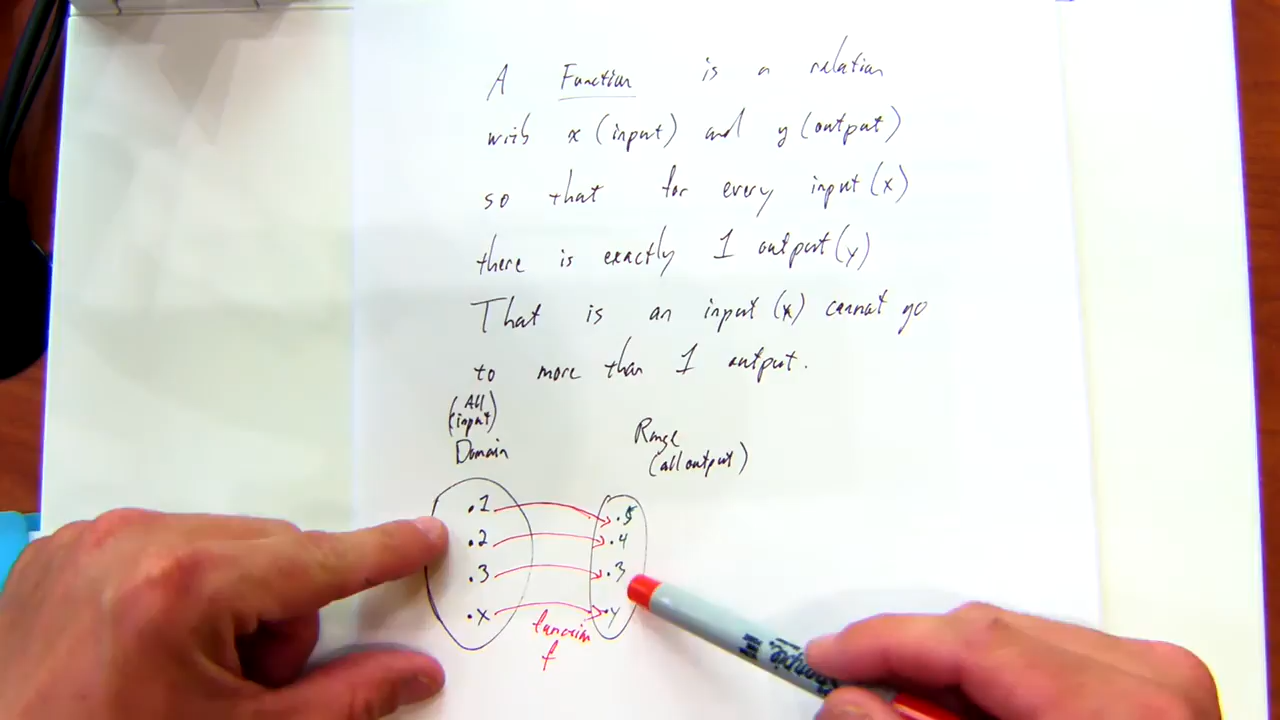 A Function is a relation
with x (input) and y (output)
so that for every input (x)
there is exactly 1 output (y)
That is an input (x) cannot go
to more than 1 output.
(All input)
Domain
Range
(all output)
.1 .5
.2 .4
.3 .3
.x .y
function
f
Sharpie